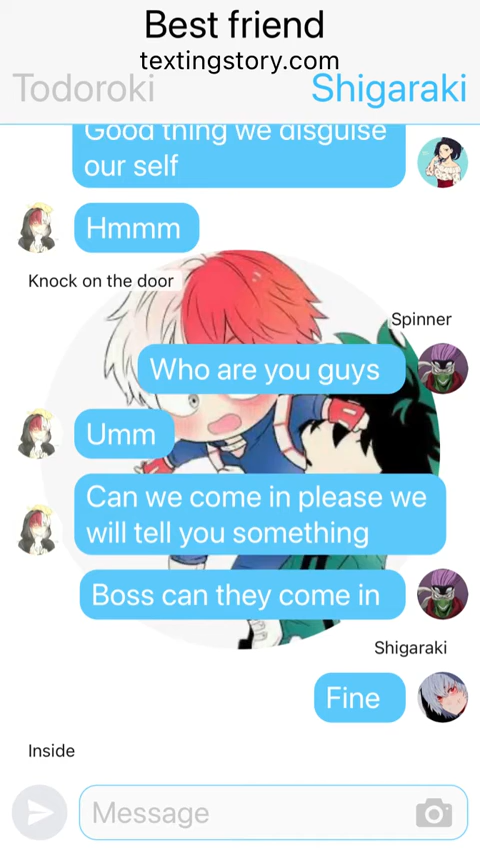 Best friend
textingstory.com
Todoroki
Shigaraki
Good thing we disguise
our self
Hmmm
Knock on the door
Spinner
Who are you guys
Umm
Can we come in please we
will tell you something
Boss can they come in
Shigaraki
Fine
Inside
Message